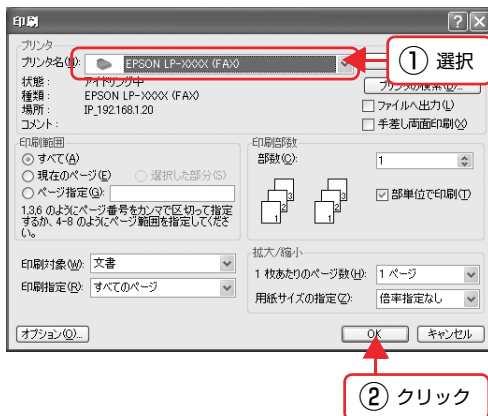 印刷
プリンタ
プリンタ名(N):
EPSON LP-XXXX (FAX)
① 選択
状態:
アイドリング中
種類:
EPSON LP-XXXX (FAX)
プリンタの検索(D)...
場所:
IP_192.168.1.20
ファイルへ出力(L)
コメント:
手差し両面印刷(X)
印刷範囲
すべて(A)
現在のページ(E)
選択した部分(S)
ページ指定(G):
1,3,6 のようにページ番号をカンマで区切って指定
するか、4-8 のようにページ範囲を指定してくださ
い。
印刷部数
部数(C):
1
1
2
3
1
2
3
部単位で印刷(T)
印刷対象(W):
文書
印刷指定(R):
すべてのページ
拡大/縮小
1 枚あたりのページ数(H):
1 ページ
用紙サイズの指定(Z):
倍率指定なし
オプション(O)...
OK
キャンセル
② クリック